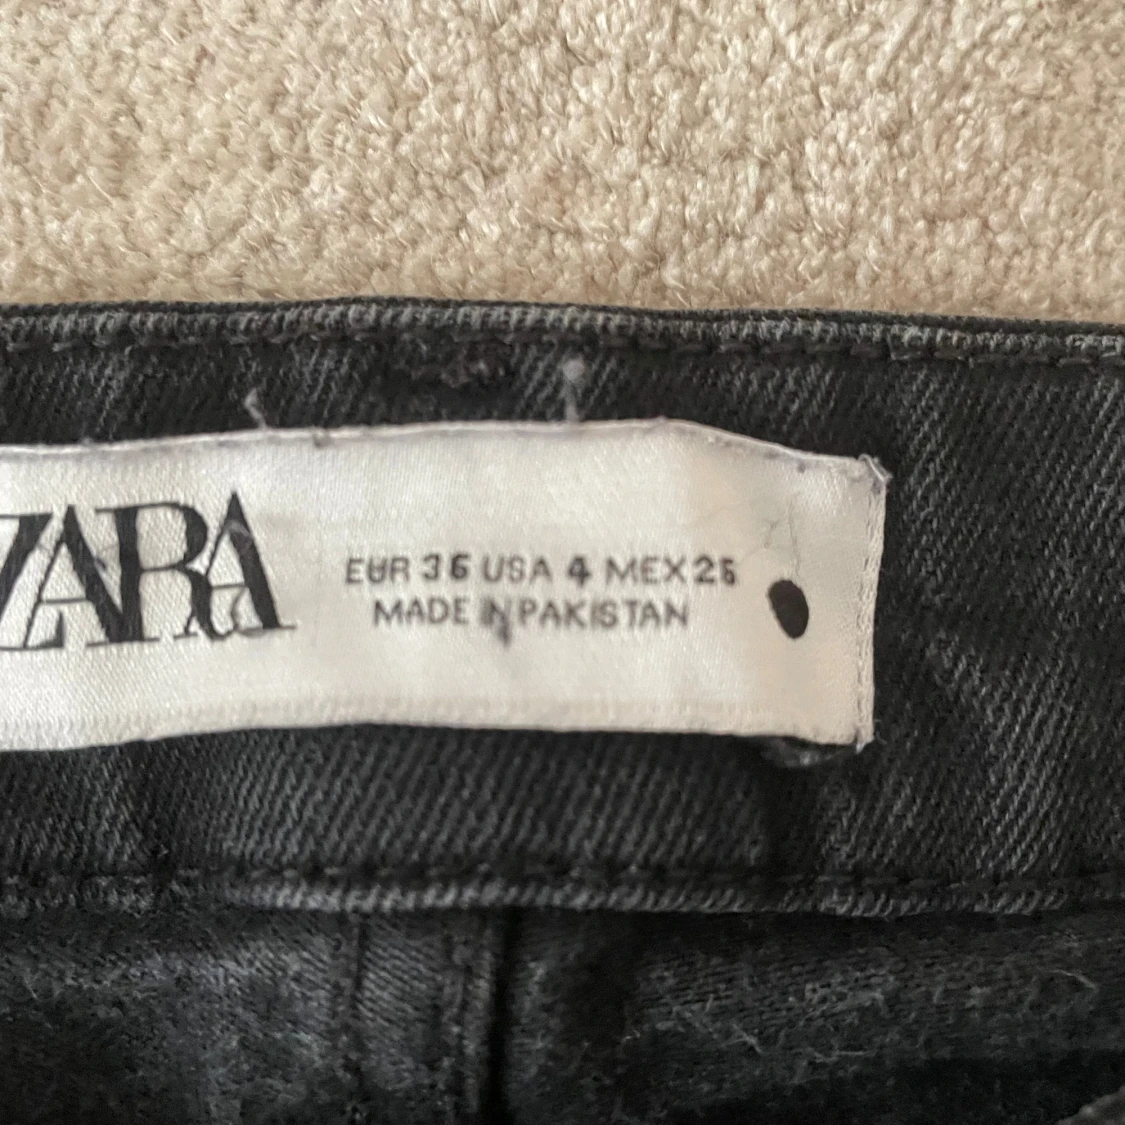 ZARA
EUR 36 USA 4 MEX 26
MADE IN PAKISTAN